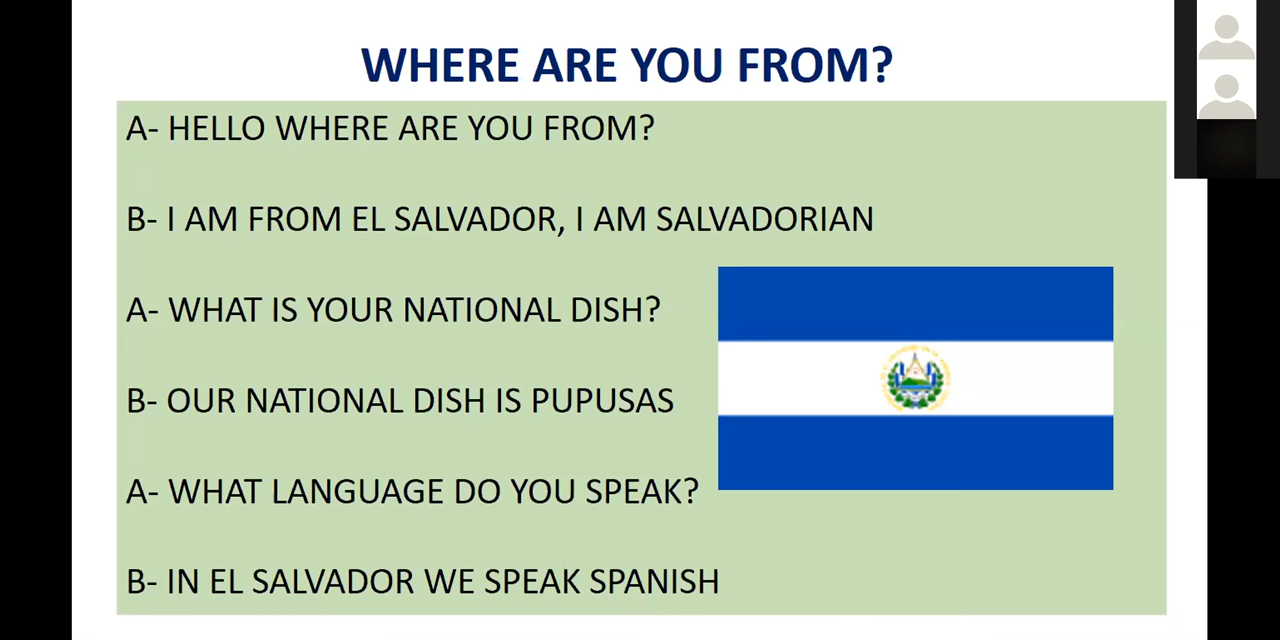 WHERE ARE YOU FROM?
A- HELLO WHERE ARE YOU FROM?
B- I AM FROM EL SALVADOR, I AM SALVADORIAN
A- WHAT IS YOUR NATIONAL DISH?
B- OUR NATIONAL DISH IS PUPUSAS
A- WHAT LANGUAGE DO YOU SPEAK?
B- IN EL SALVADOR WE SPEAK SPANISH